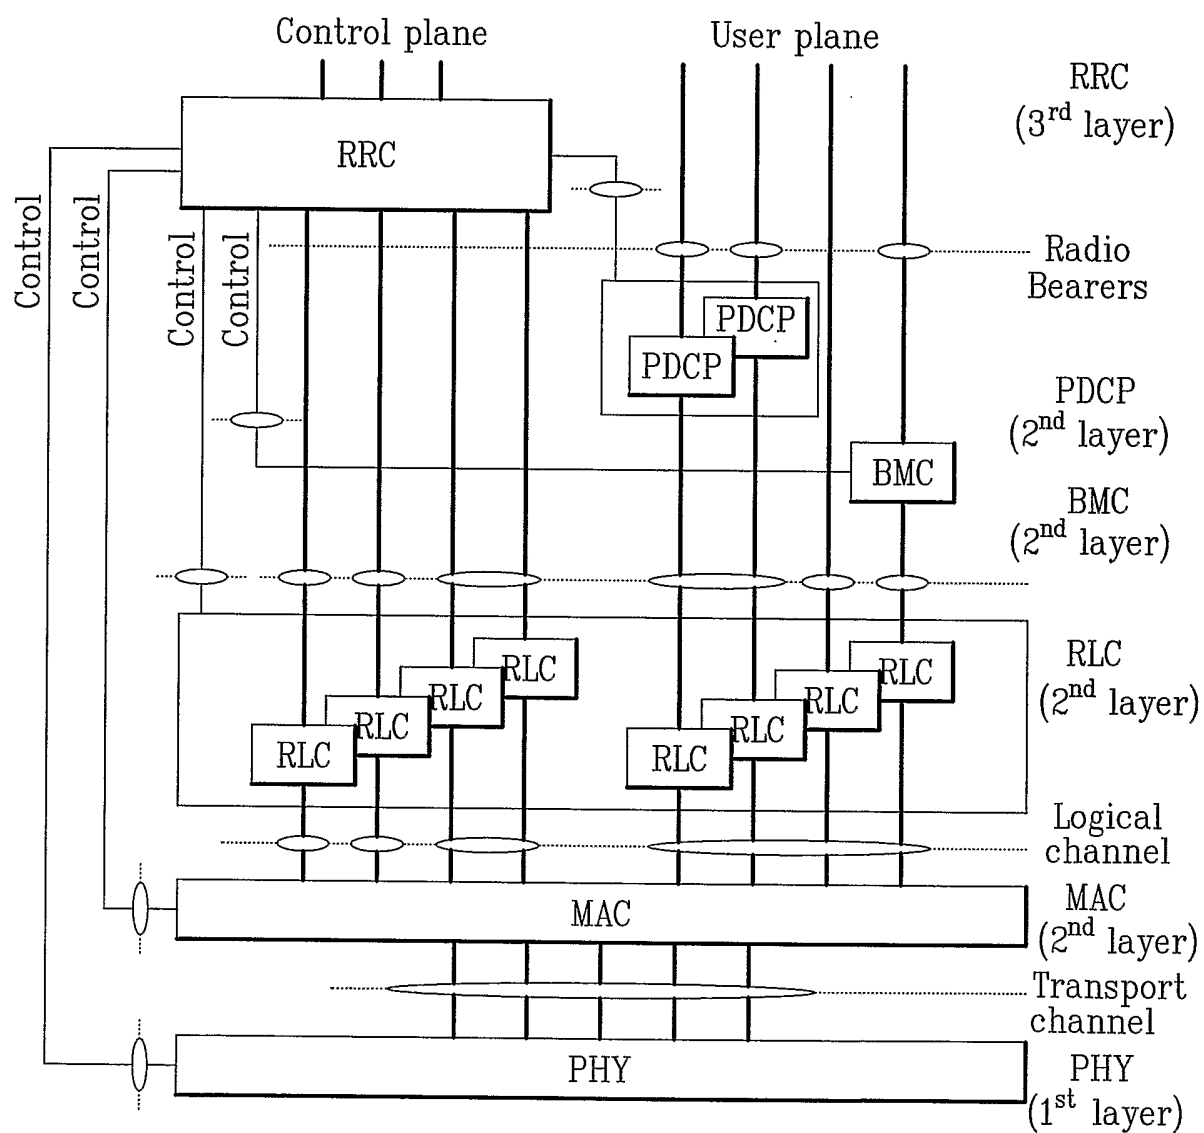 Control plane
User plane
RRC
(3rd layer)
RRC
Control
Control
Control
Control
Radio
Bearers
PDCP
PDCP
PDCP
(2nd layer)
BMC
BMC
(2nd layer)
RLC
RLC
RLC
RLC
RLC
RLC
RLC
RLC
RLC
(2nd layer)
Logical
channel
MAC
MAC
(2nd layer)
Transport
channel
PHY
PHY
(1st layer)